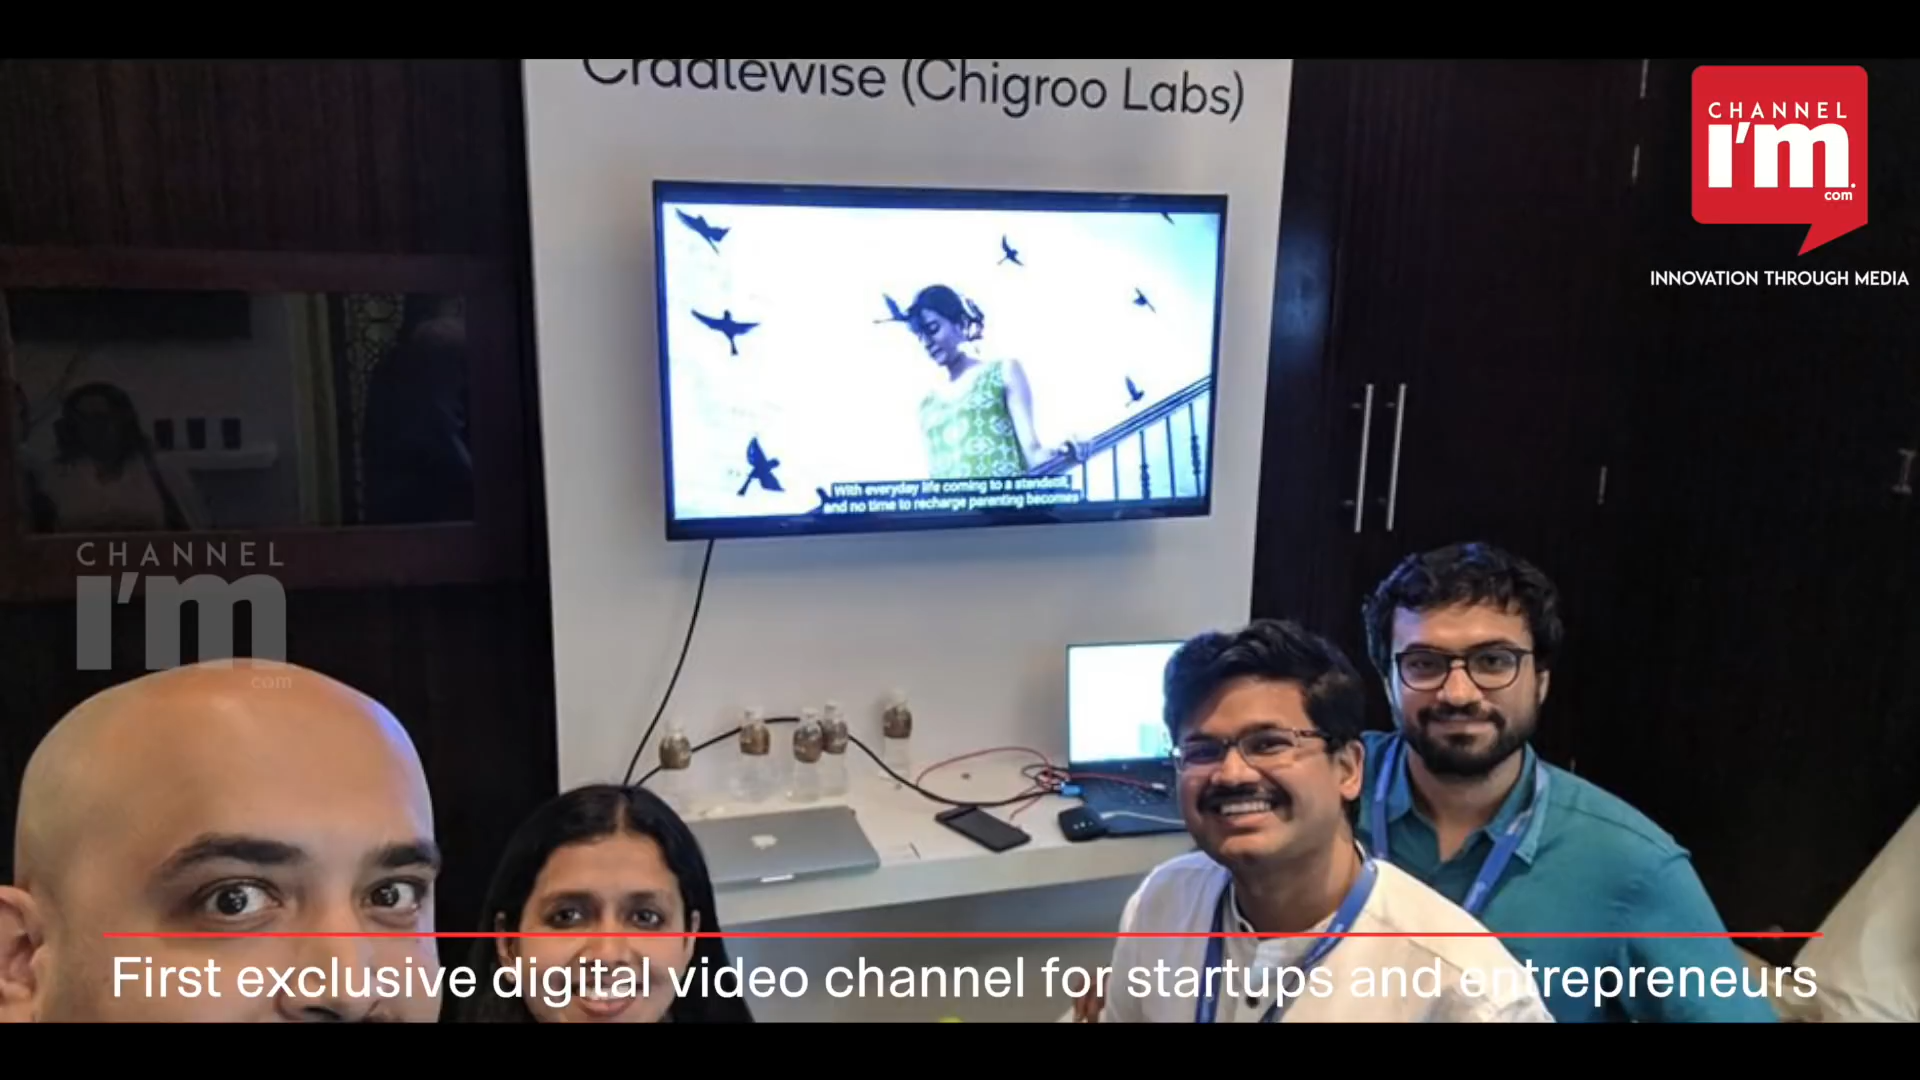 Cradlewise (Chigroo Labs)
CHANNEL
I'm
.com
INNOVATION THROUGH MEDIA
With everyday life coming to a standstill,
and no time to recharge parenting becomes
CHANNEL
I'm
.com
First exclusive digital video channel for startups and entrepreneurs